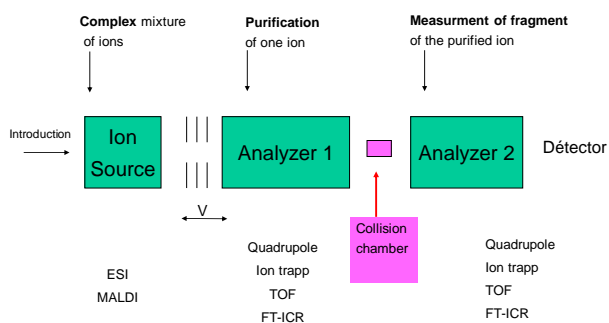 Complex mixture
of ions
Purification
of one ion
Measurment of fragment
of the purified ion
Introduction
Ion
Source
Analyzer 1
Analyzer 2
Détector
V
Collision
chamber
ESI
MALDI
Quadrupole
Ion trapp
TOF
FT-ICR
Quadrupole
Ion trapp
TOF
FT-ICR